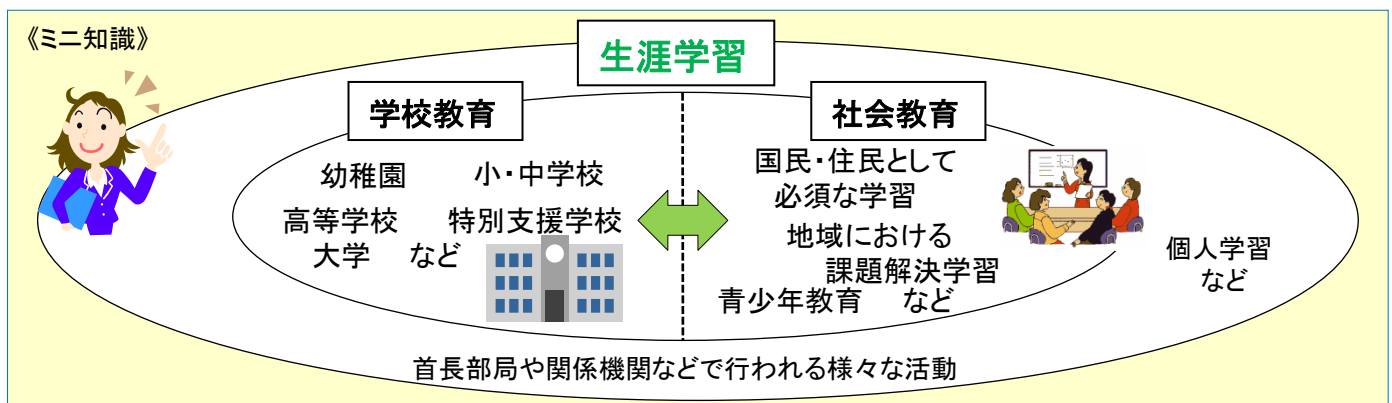 《ミニ知識》
生涯学習
学校教育
幼稚園 小・中学校
高等学校 特別支援学校
大学 など
社会教育
国民・住民として
必須な学習
地域における
課題解決学習
青少年教育 など
個人学習
など
首長部局や関係機関などで行われる様々な活動